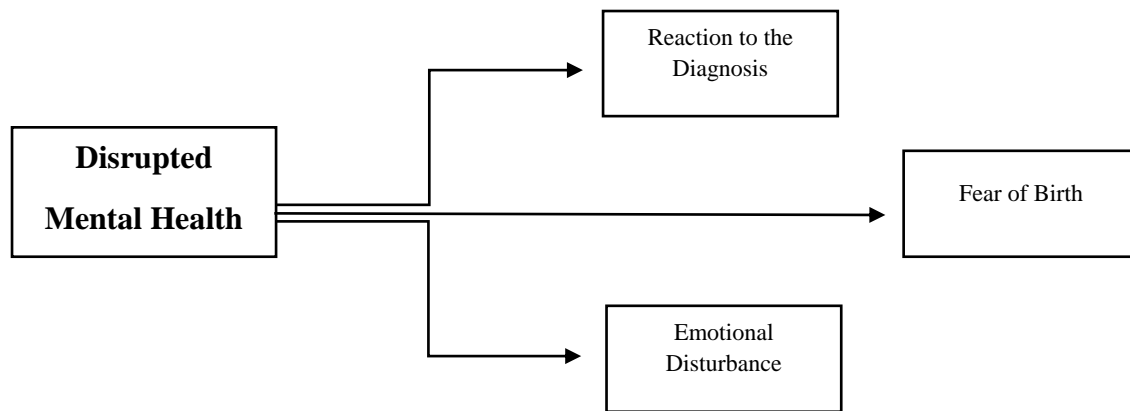 Reaction to the
Diagnosis
Disrupted
Mental Health
Fear of Birth
Emotional
Disturbance